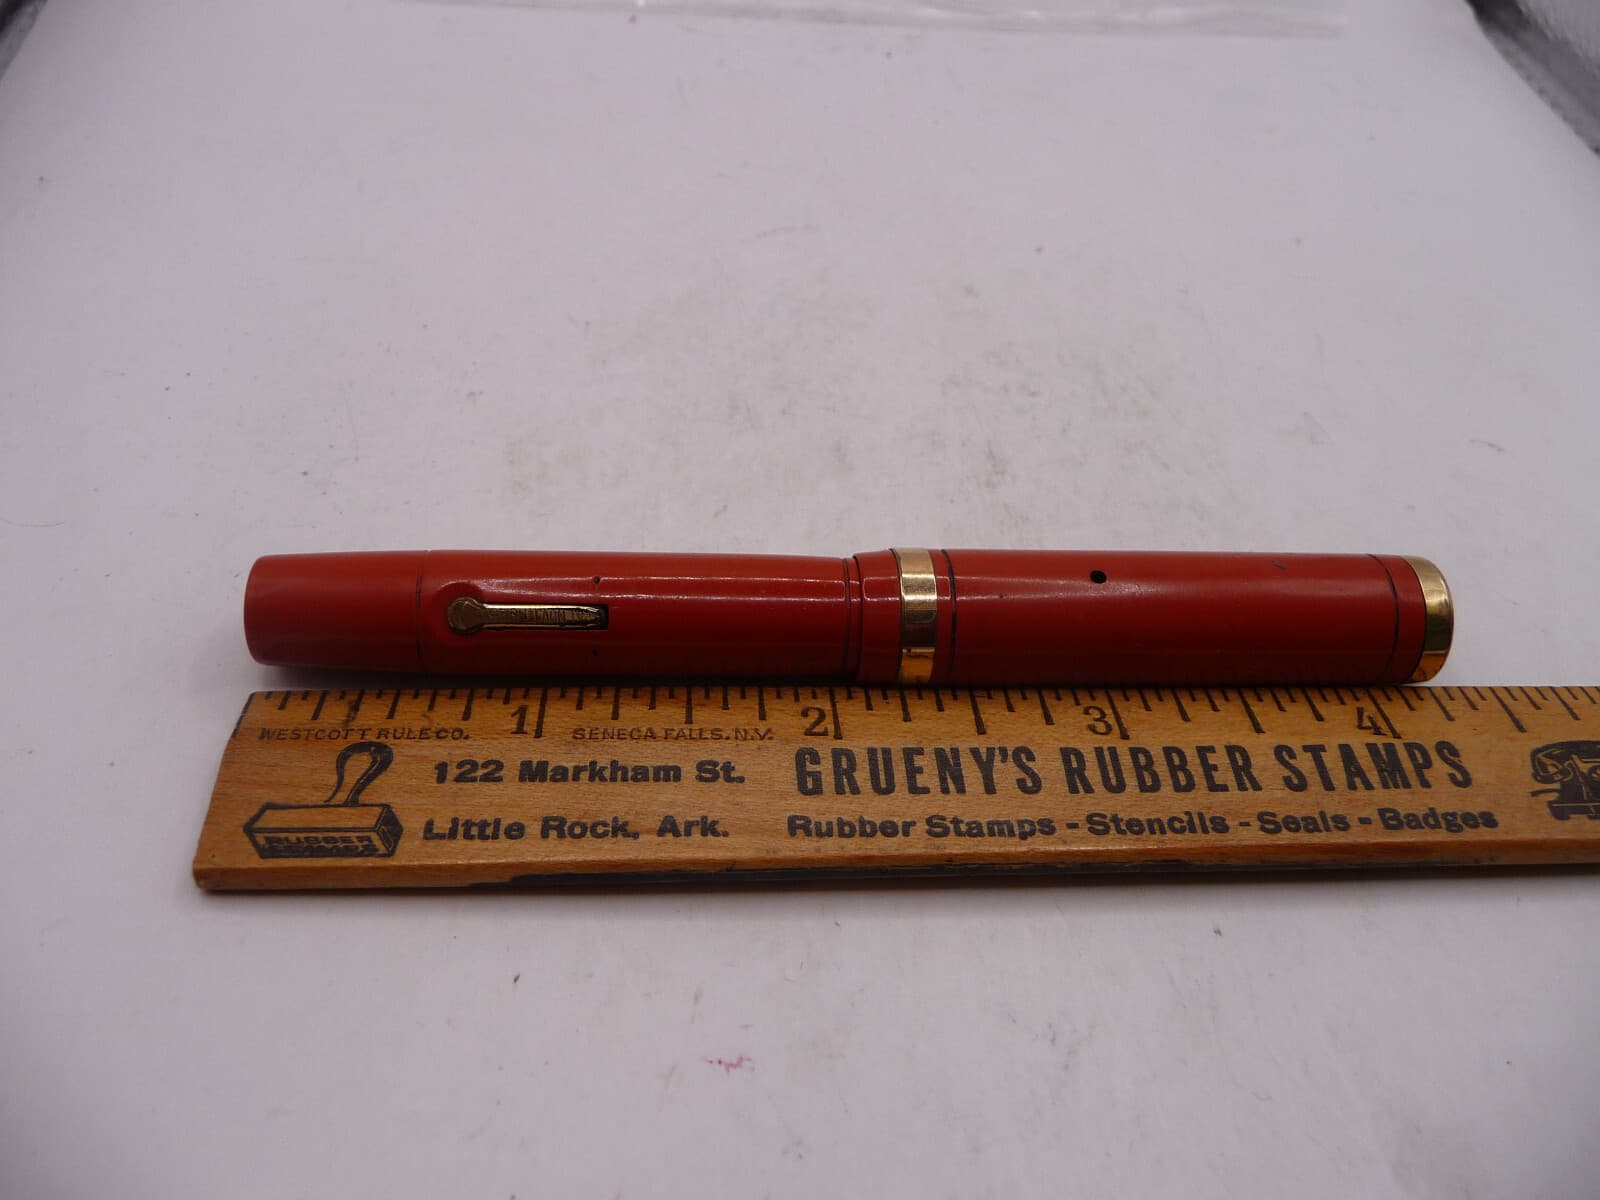 1 2 3 4
WESTCOTT RULE CO. SENECA FALLS, N.Y.
122 Markham St.
Little Rock, Ark.
GRUENY'S RUBBER STAMPS
Rubber Stamps - Stencils - Seals - Badges
RUBBER
STAMPS